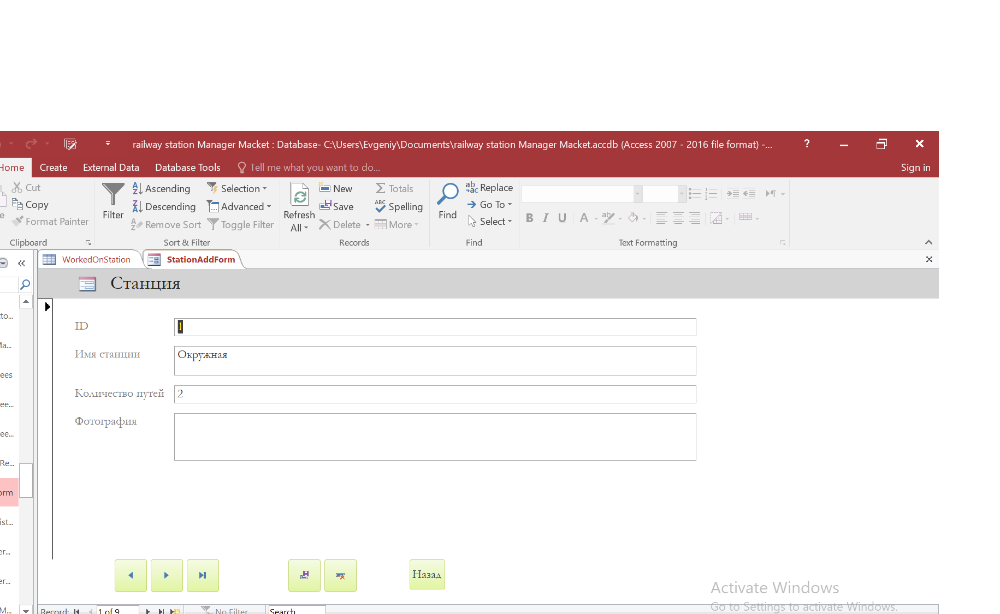 railway station Manager Macket : Database- C:\Users\Evgeniy\Documents\railway station Manager Macket.accdb (Access 2007 - 2016 file format) -... ?
Home Create External Data Database Tools Tell me what you want to do... Sign in
Cut
Copy
Format Painter
Clipboard
Filter
Ascending
Descending
Remove Sort
Selection
Advanced
Toggle Filter
Sort & Filter
Refresh
All
New
Save
Delete
Totals
Spelling
More
Records
Find
Replace
Go To
Select
Find
B I U A
Text Formatting
WorkedOnStation StationAddForm
Станция
cto...
Ma...
ees
ee...
ee...
Re...
orm
ist...
er...
er...
M...
ID 1
Имя станции Окружная
Количество путей 2
Фотография
Назад
Activate Windows
Go to Settings to activate Windows.
Record: 1 of 9 No Filter Search